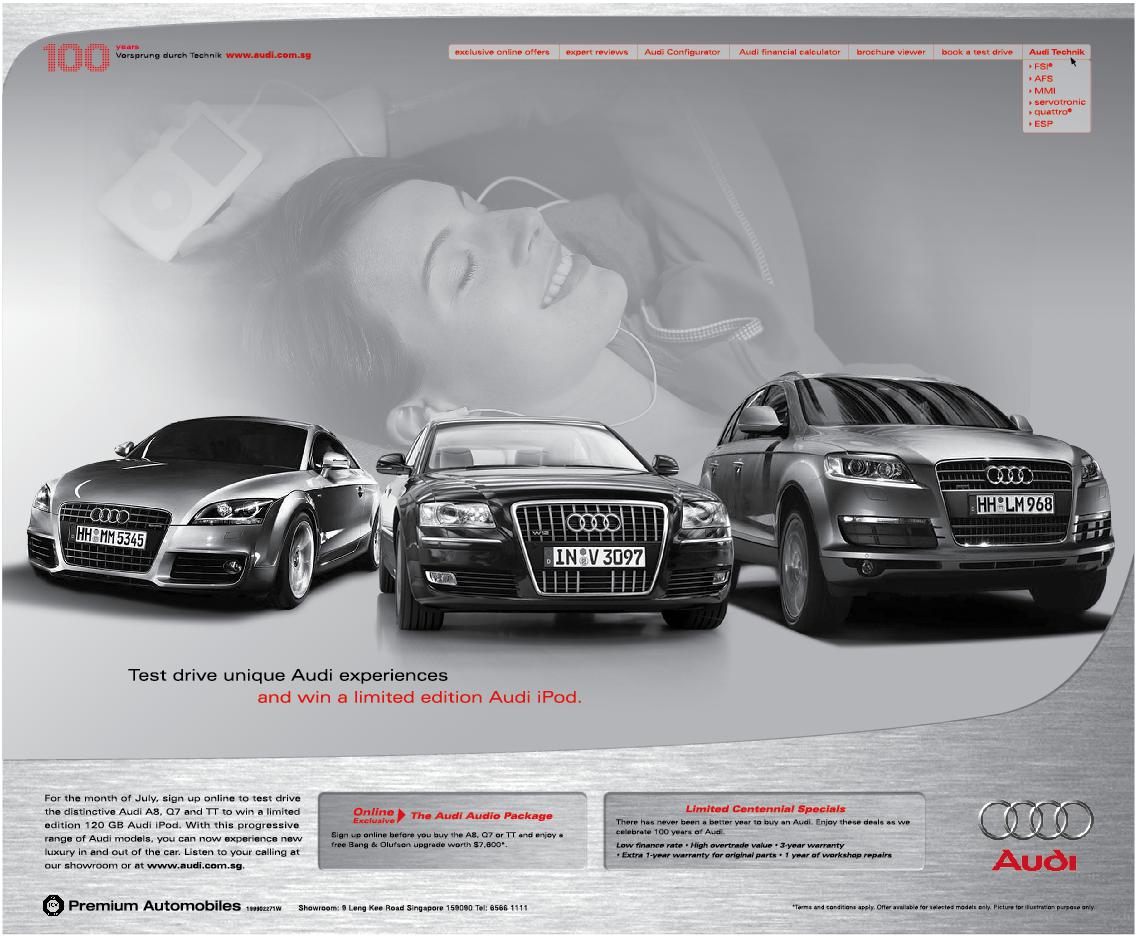 100 years
Vorsprung durch Technik www.audi.com.sg
exclusive online offers
expert reviews
Audi Configurator
Audi financial calculator
brochure viewer
book a test drive
Audi Technik
FSI®
AFS
MMI
servotronic
quattro®
ESP
HH MM 5345
W12
IN V 3097
HH LM 968
Test drive unique Audi experiences
and win a limited edition Audi iPod.
For the month of July, sign up online to test drive
the distinctive Audi A8, Q7 and TT to win a limited
edition 120 GB Audi iPod. With this progressive
range of Audi models, you can now experience new
luxury in and out of the car. Listen to your calling at
our showroom or at www.audi.com.sg.
Online Exclusive The Audi Audio Package
Sign up online before you buy the A8, Q7 or TT and enjoy a
free Bang & Olufson upgrade worth $7,600*.
Limited Centennial Specials
There has never been a better year to buy an Audi. Enjoy these deals as we
celebrate 100 years of Audi.
Low finance rate • High overtrade value • 3-year warranty
• Extra 1-year warranty for original parts • 1 year of workshop repairs
Audi
Premium Automobiles 199902271W Showroom: 9 Leng Kee Road Singapore 159090 Tel: 6566 1111
*Terms and conditions apply. Offer available for selected models only. Picture for illustration purpose only.